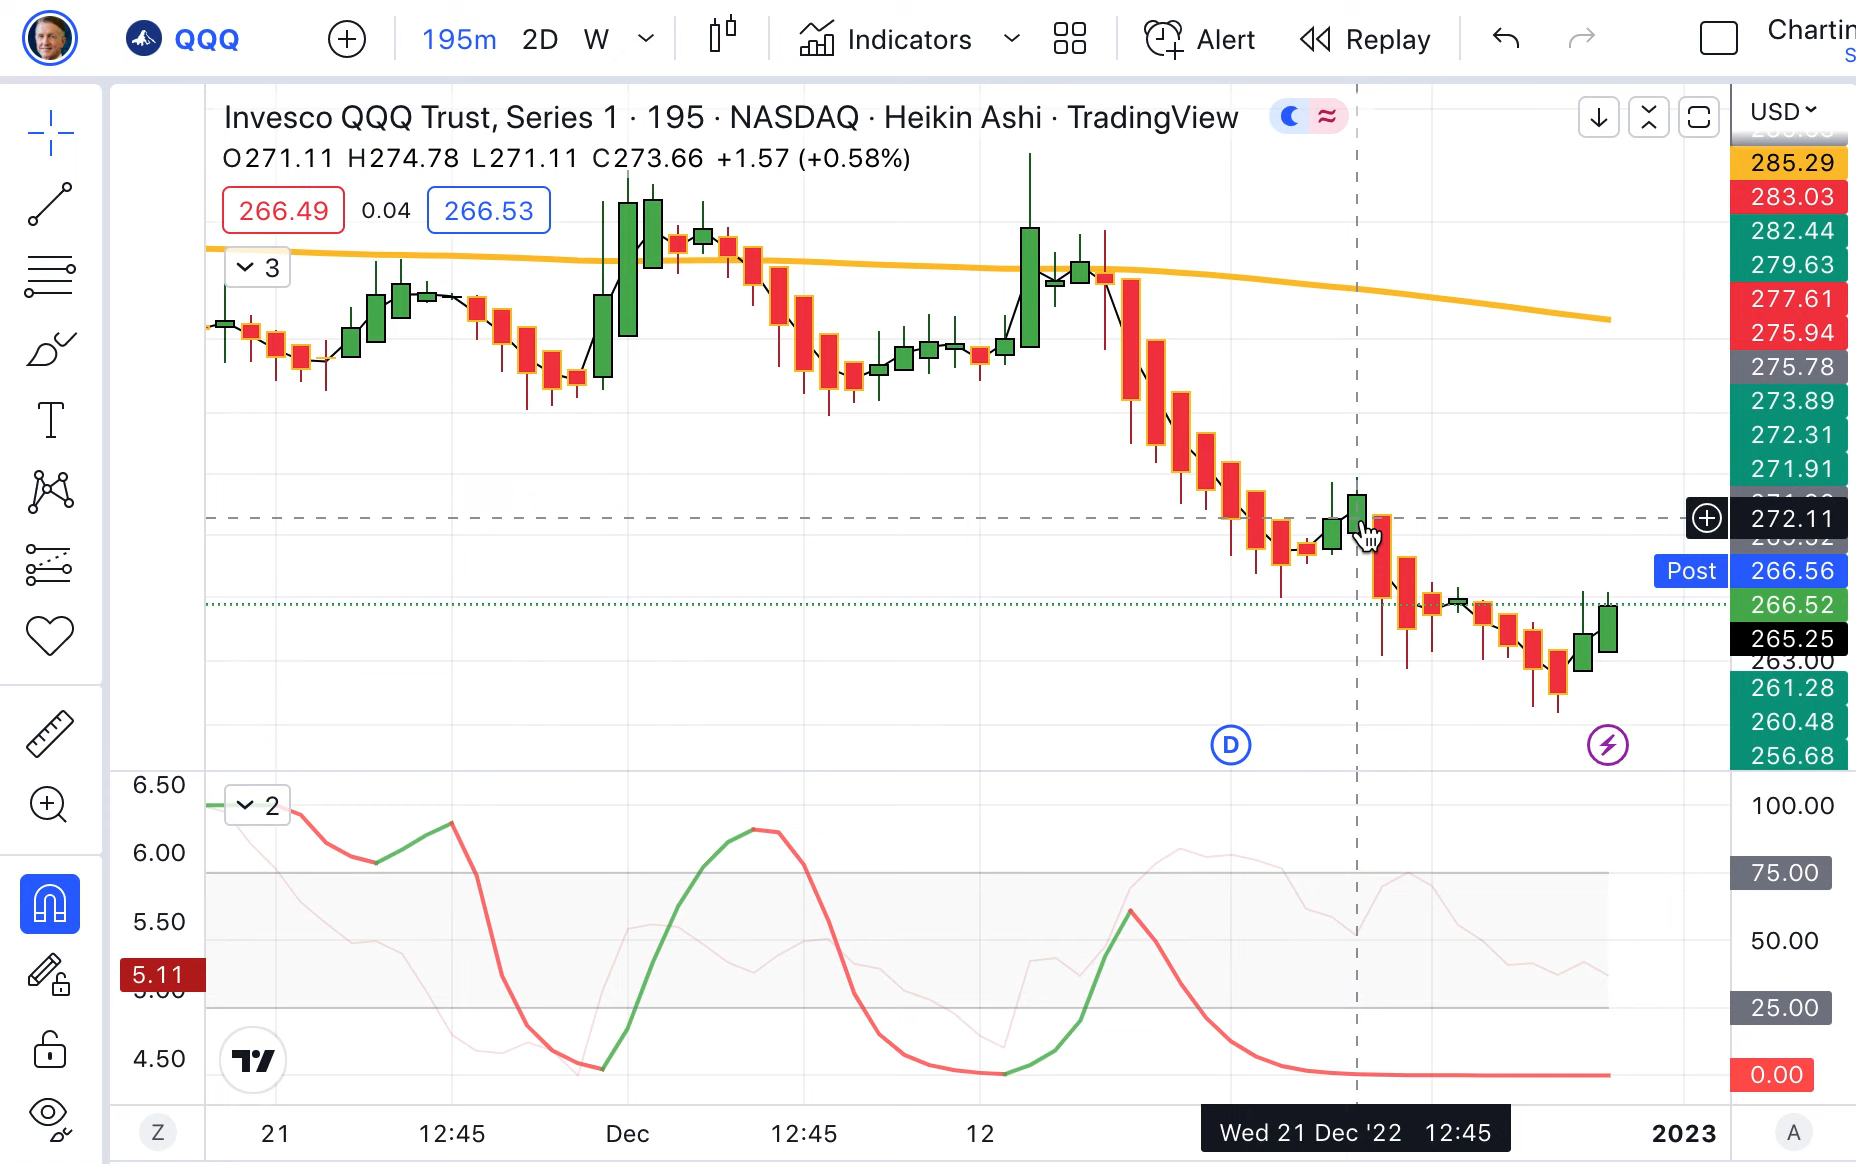 QQQ
195m 2D W
Indicators
Alert
Replay
Chartin
S
Invesco QQQ Trust, Series 1 · 195 · NASDAQ · Heikin Ashi · TradingView
O271.11 H274.78 L271.11 C273.66 +1.57 (+0.58%)
266.49 0.04 266.53
3
USD
285.29
283.03
282.44
279.63
277.61
275.94
275.78
273.89
272.31
271.91
272.11
Post 266.56
266.52
265.25
263.00
261.28
260.48
256.68
D
2
6.50
6.00
5.50
5.11
5.00
4.50
100.00
75.00
50.00
25.00
0.00
Z
21 12:45 Dec 12:45 12 Wed 21 Dec '22 12:45 2023
A